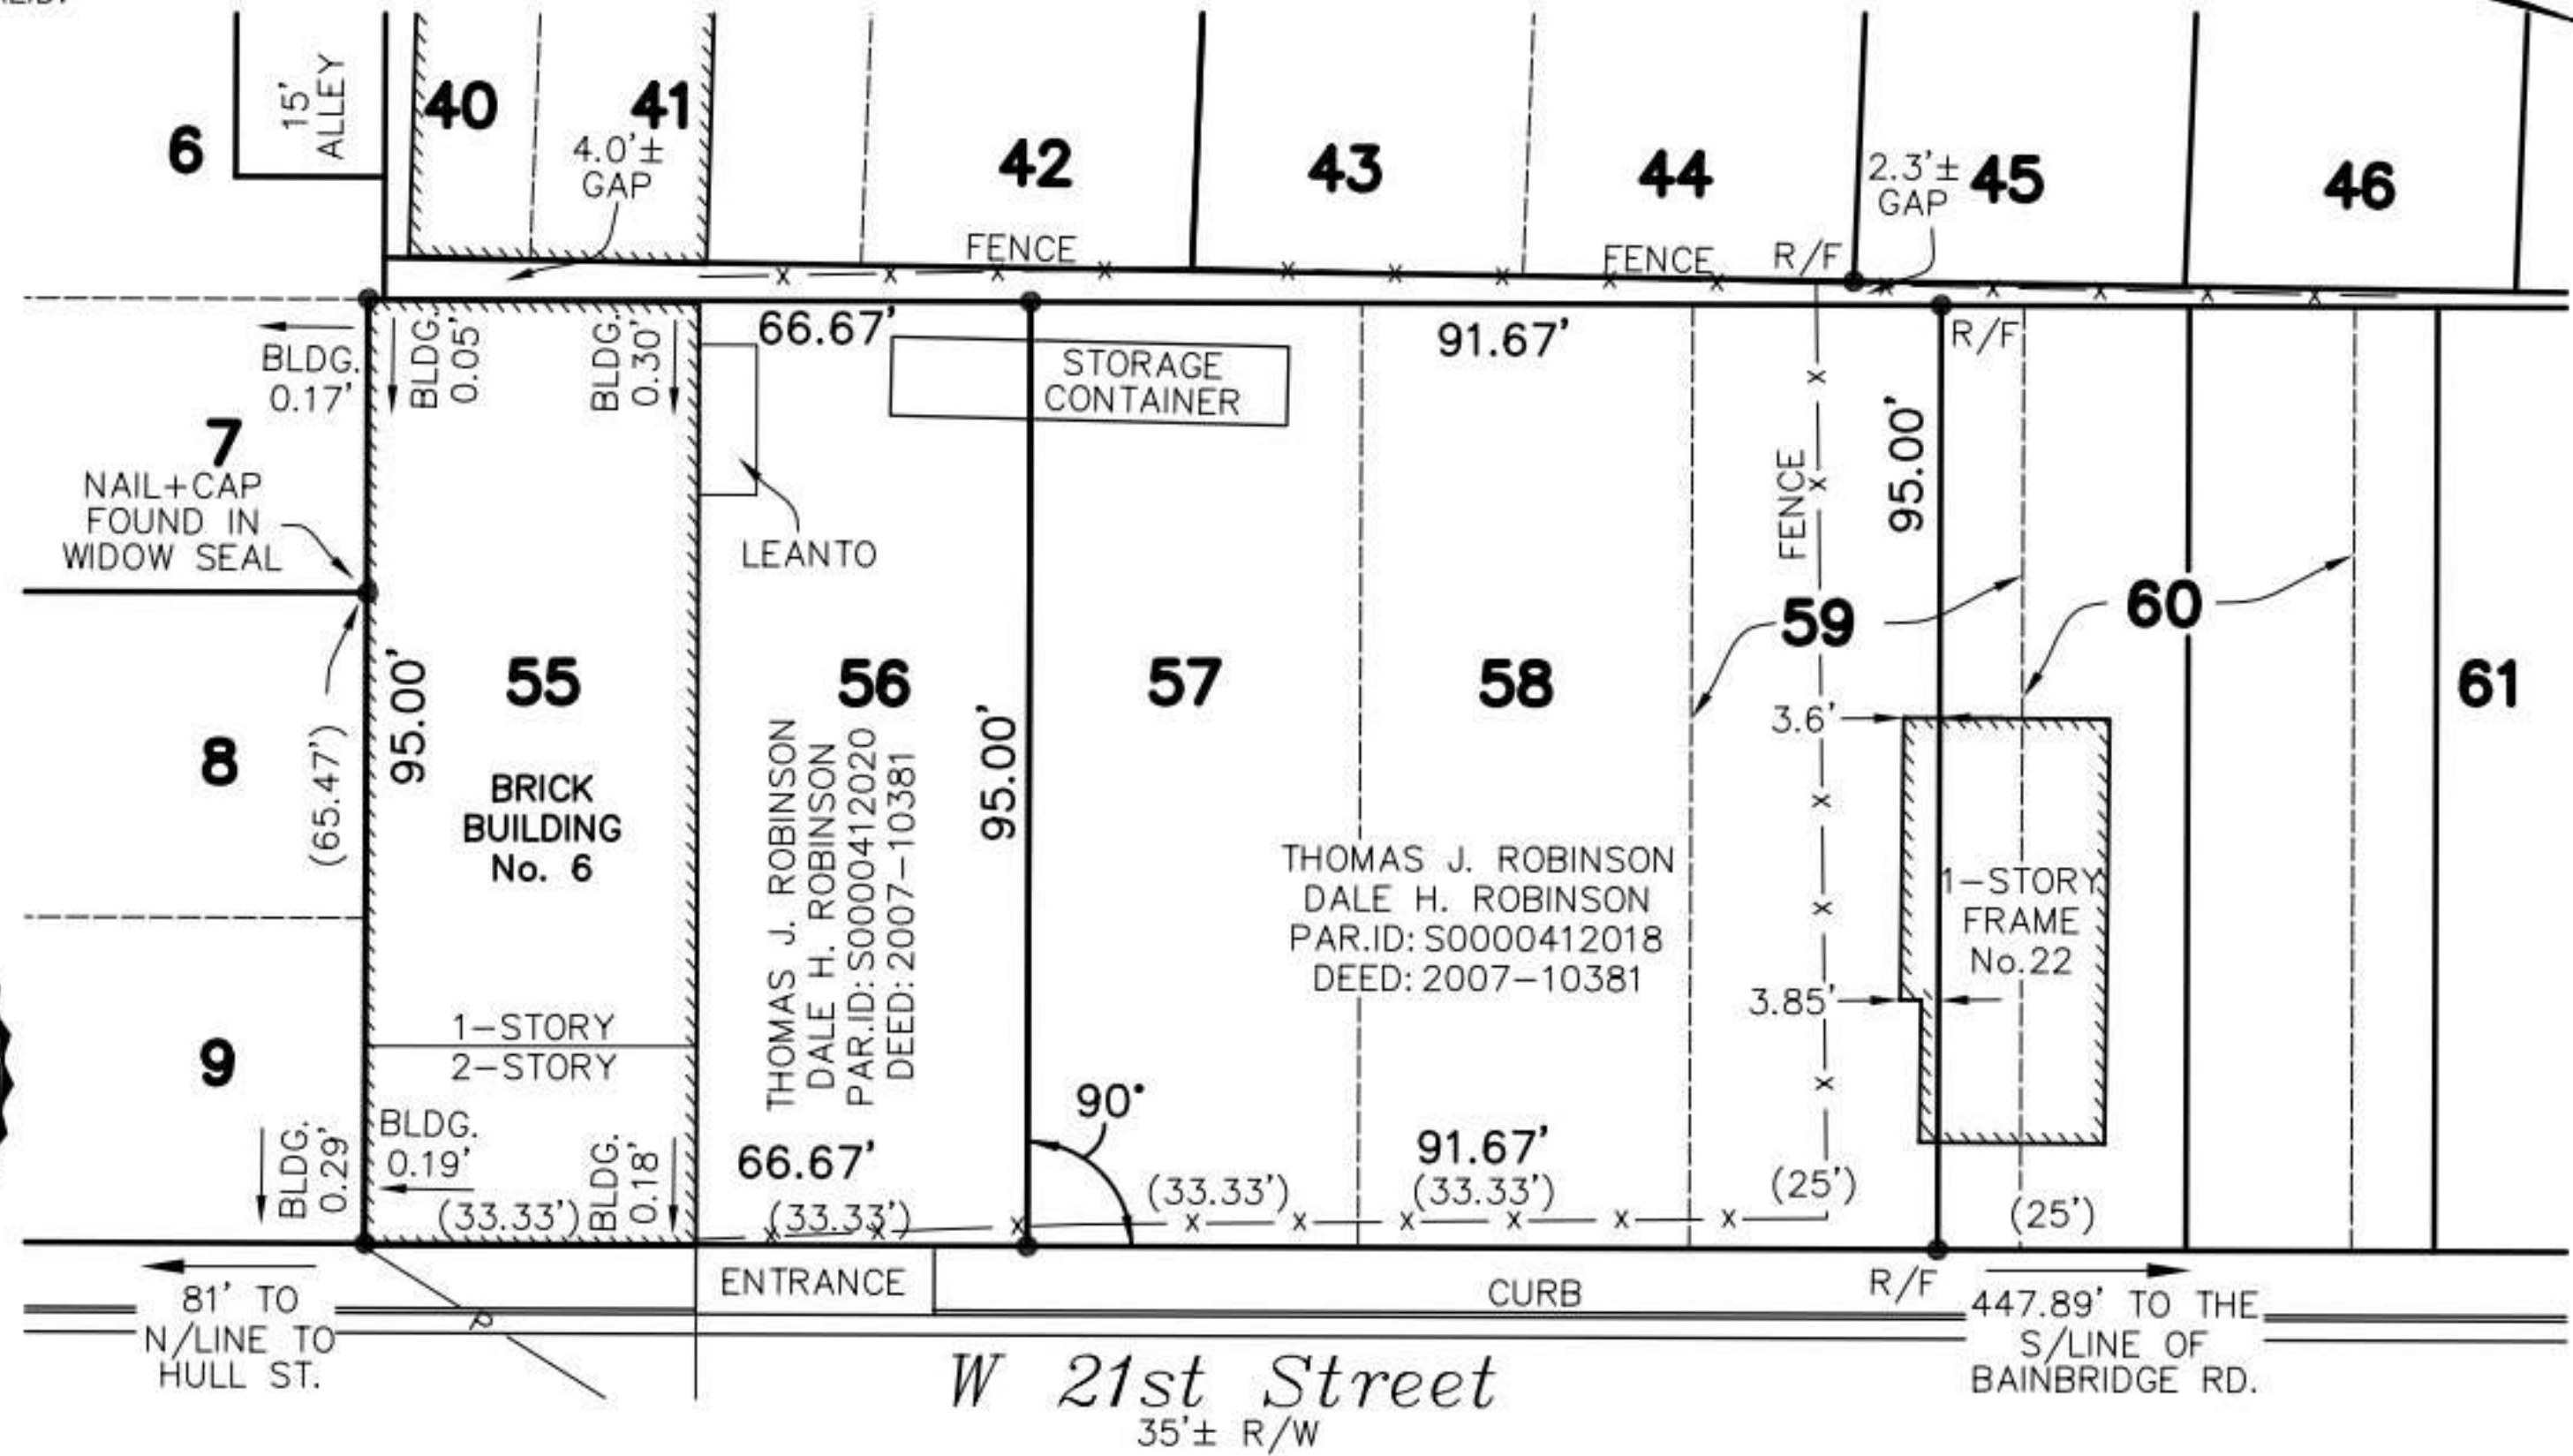 15'
ALLEY
6
40
41
42
43
44
45
46
4.0'±
GAP
2.3'±
GAP
FENCE
FENCE
R/F
BLDG.
0.17'
BLDG.
0.05'
BLDG.
0.30'
66.67'
STORAGE
CONTAINER
91.67'
R/F
7
NAIL+CAP
FOUND IN
WIDOW SEAL
LEANTO
FENCE
95.00'
59
60
8
(65.47')
95.00'
55
56
57
58
61
BRICK
BUILDING
No. 6
THOMAS J. ROBINSON
DALE H. ROBINSON
PAR.ID: S0000412020
DEED: 2007-10381
95.00'
3.6'
THOMAS J. ROBINSON
DALE H. ROBINSON
PAR.ID: S0000412018
DEED: 2007-10381
1-STORY
FRAME
No.22
3.85'
9
1-STORY
2-STORY
BLDG.
0.29'
BLDG.
0.19'
(33.33')
BLDG.
0.18'
66.67'
(33.33')
90°
91.67'
(33.33')
(33.33')
(25')
(25')
ENTRANCE
CURB
R/F
81' TO
N/LINE TO
HULL ST.
P
447.89' TO THE
S/LINE OF
BAINBRIDGE RD.
W 21st Street
35'± R/W